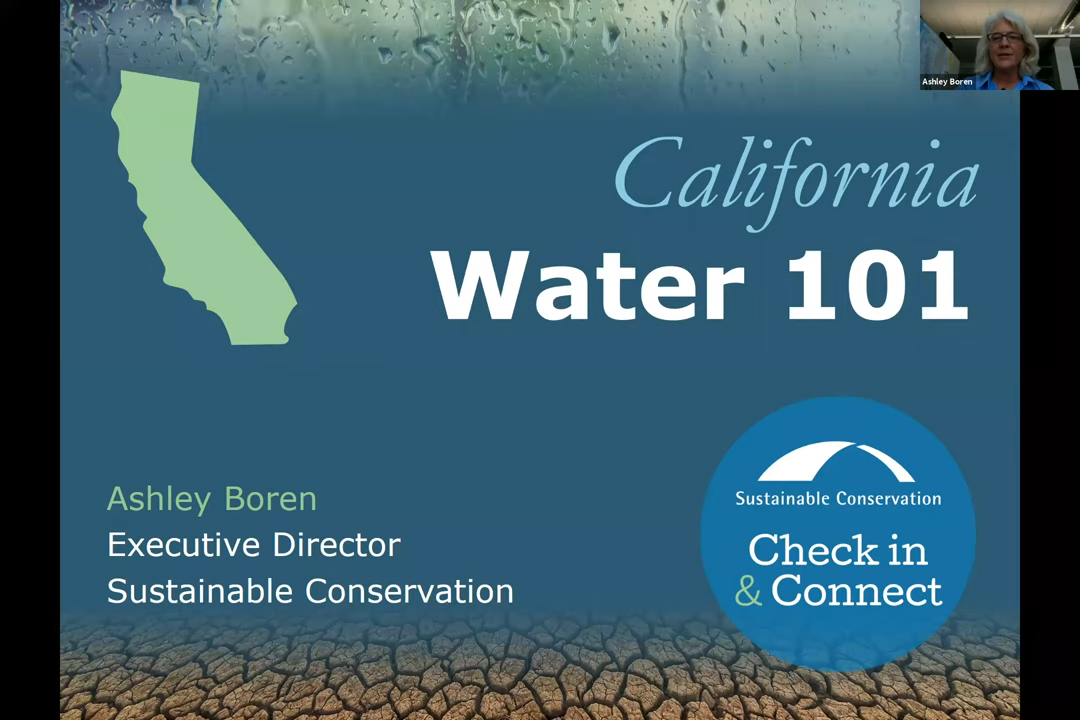 Ashley Boren
California
Water 101
Ashley Boren
Executive Director
Sustainable Conservation
Sustainable Conservation
Check in
& Connect